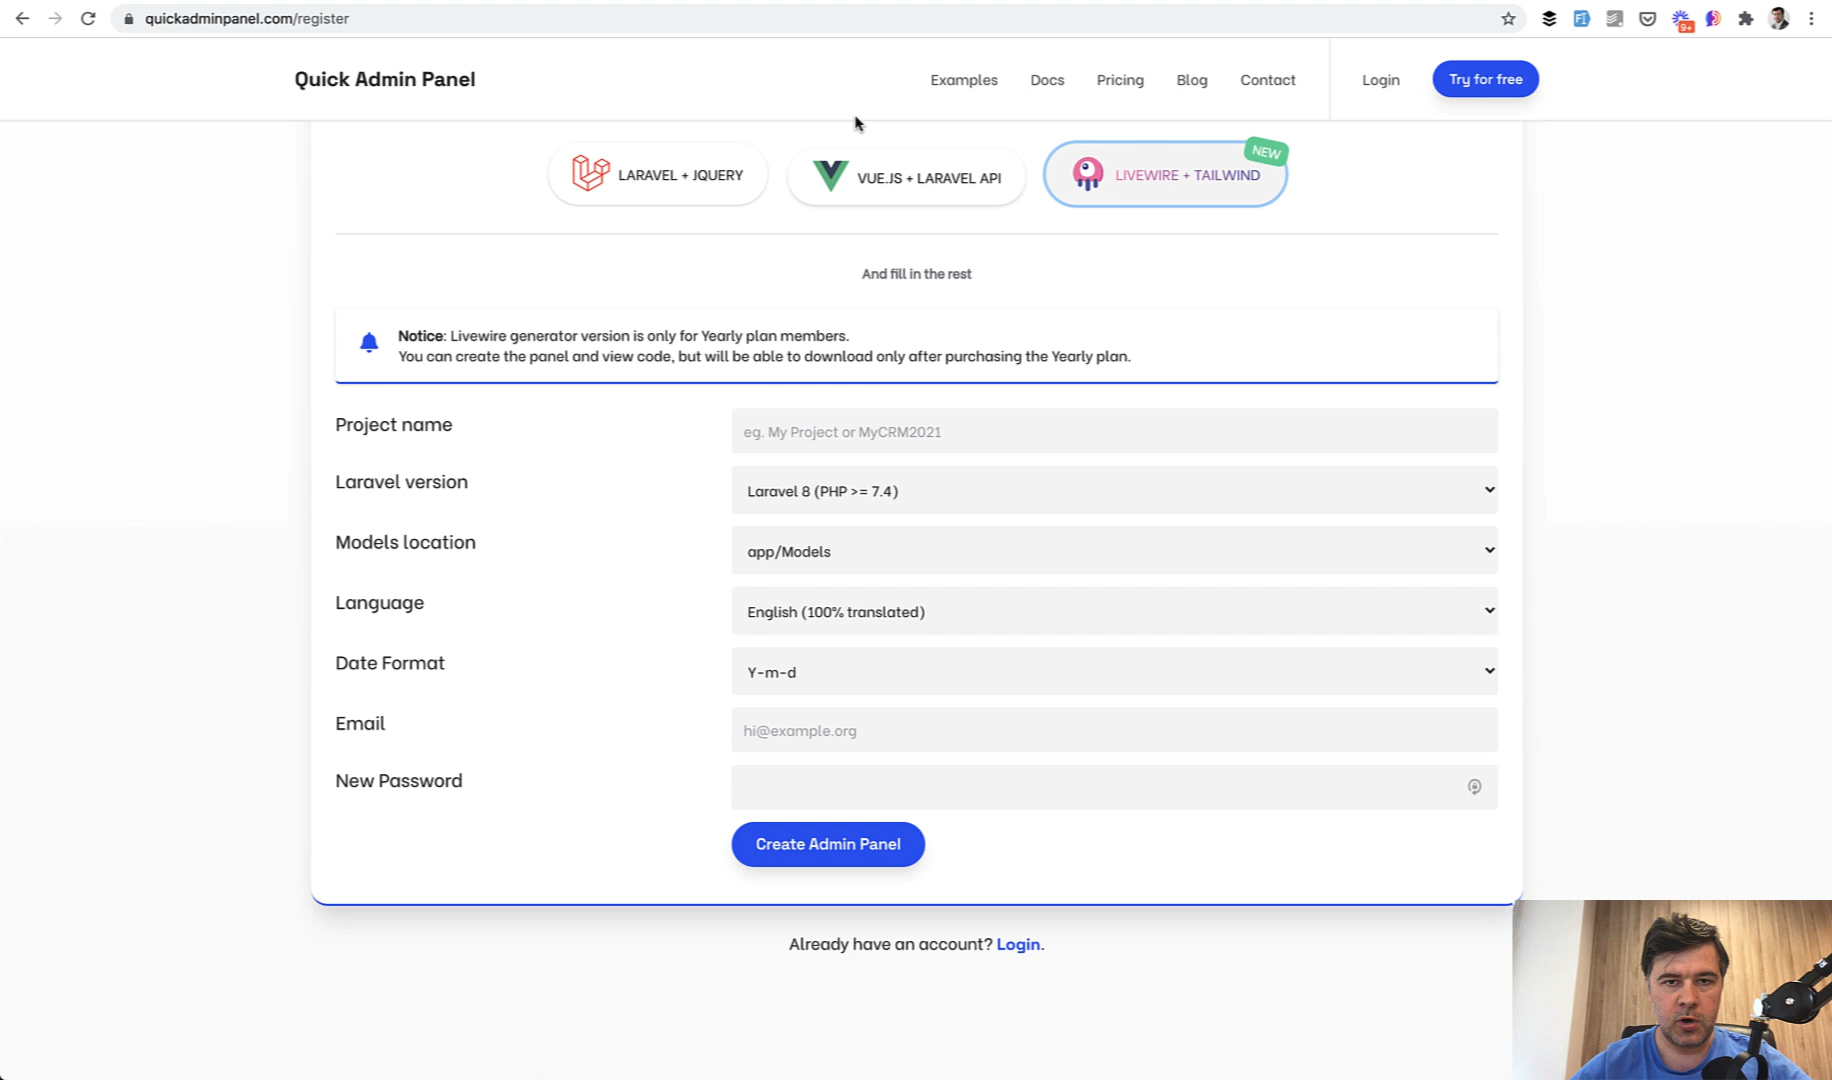 quickadminpanel.com/register
9+
Quick Admin Panel
Examples
Docs
Pricing
Blog
Contact
Login
Try for free
LARAVEL + JQUERY
VUE.JS + LARAVEL API
LIVEWIRE + TAILWIND
NEW
And fill in the rest
Notice: Livewire generator version is only for Yearly plan members.
You can create the panel and view code, but will be able to download only after purchasing the Yearly plan.
Project name
eg. My Project or MyCRM2021
Laravel version
Laravel 8 (PHP >= 7.4)
Models location
app/Models
Language
English (100% translated)
Date Format
Y-m-d
Email
hi@example.org
New Password
Create Admin Panel
Already have an account? Login.